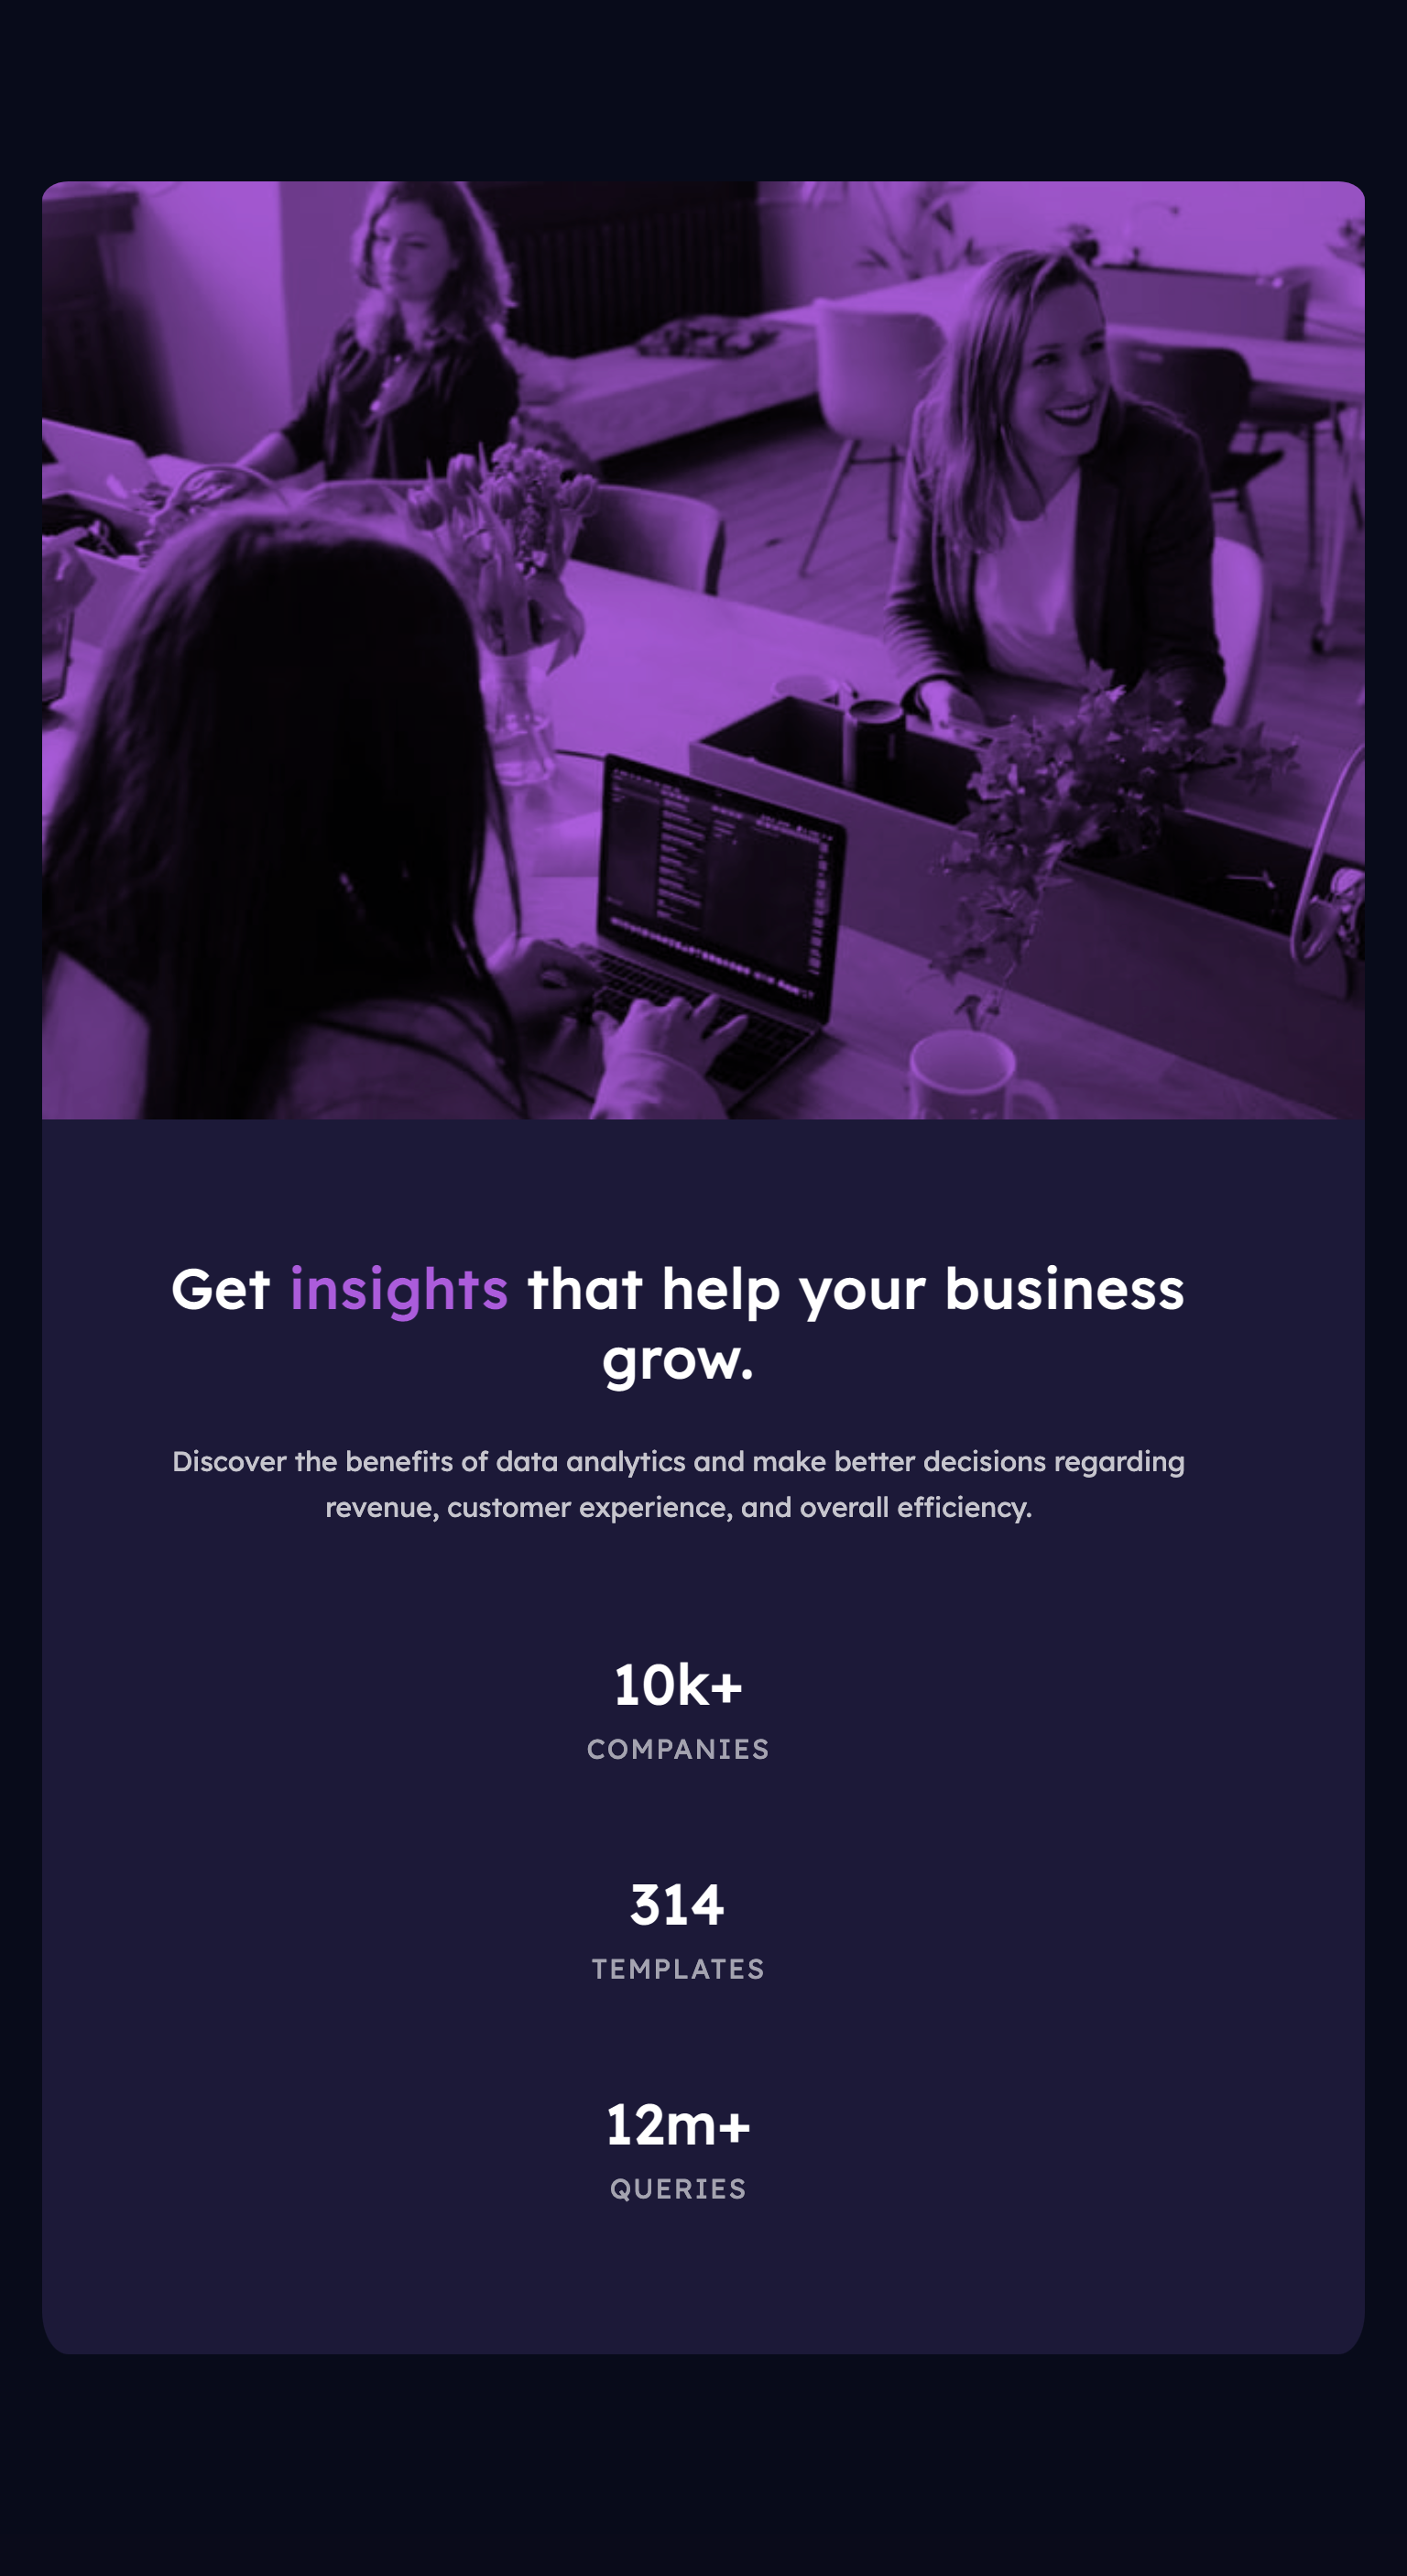 Get insights that help your business
grow.
Discover the benefits of data analytics and make better decisions regarding
revenue, customer experience, and overall efficiency.
10k+
COMPANIES
314
TEMPLATES
12m+
QUERIES